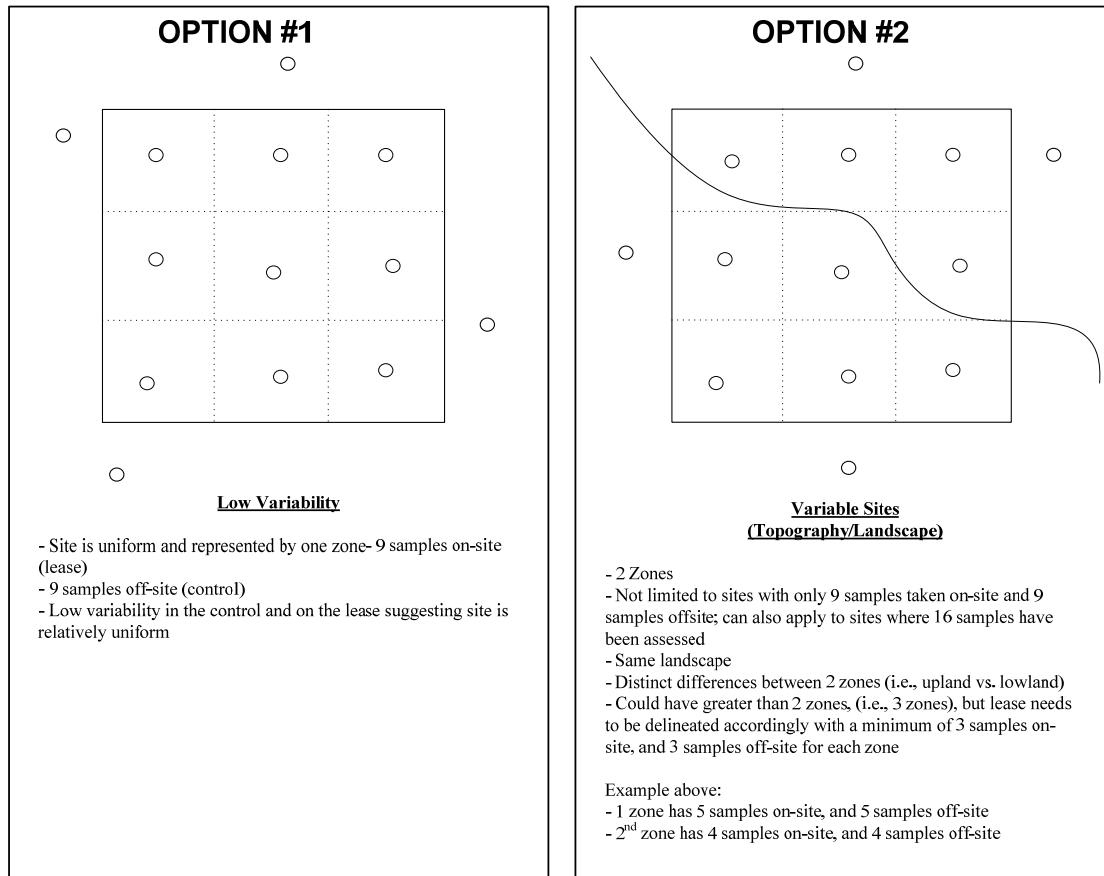 OPTION #1
Low Variability
- Site is uniform and represented by one zone- 9 samples on-site
(lease)
- 9 samples off-site (control)
- Low variability in the control and on the lease suggesting site is
relatively uniform
OPTION #2
Variable Sites
(Topography/Landscape)
- 2 Zones
- Not limited to sites with only 9 samples taken on-site and 9
samples offsite; can also apply to sites where 16 samples have
been assessed
- Same landscape
- Distinct differences between 2 zones (i.e., upland vs. lowland)
- Could have greater than 2 zones, (i.e., 3 zones), but lease needs
to be delineated accordingly with a minimum of 3 samples on-
site, and 3 samples off-site for each zone
Example above:
- 1 zone has 5 samples on-site, and 5 samples off-site
- 2nd zone has 4 samples on-site, and 4 samples off-site